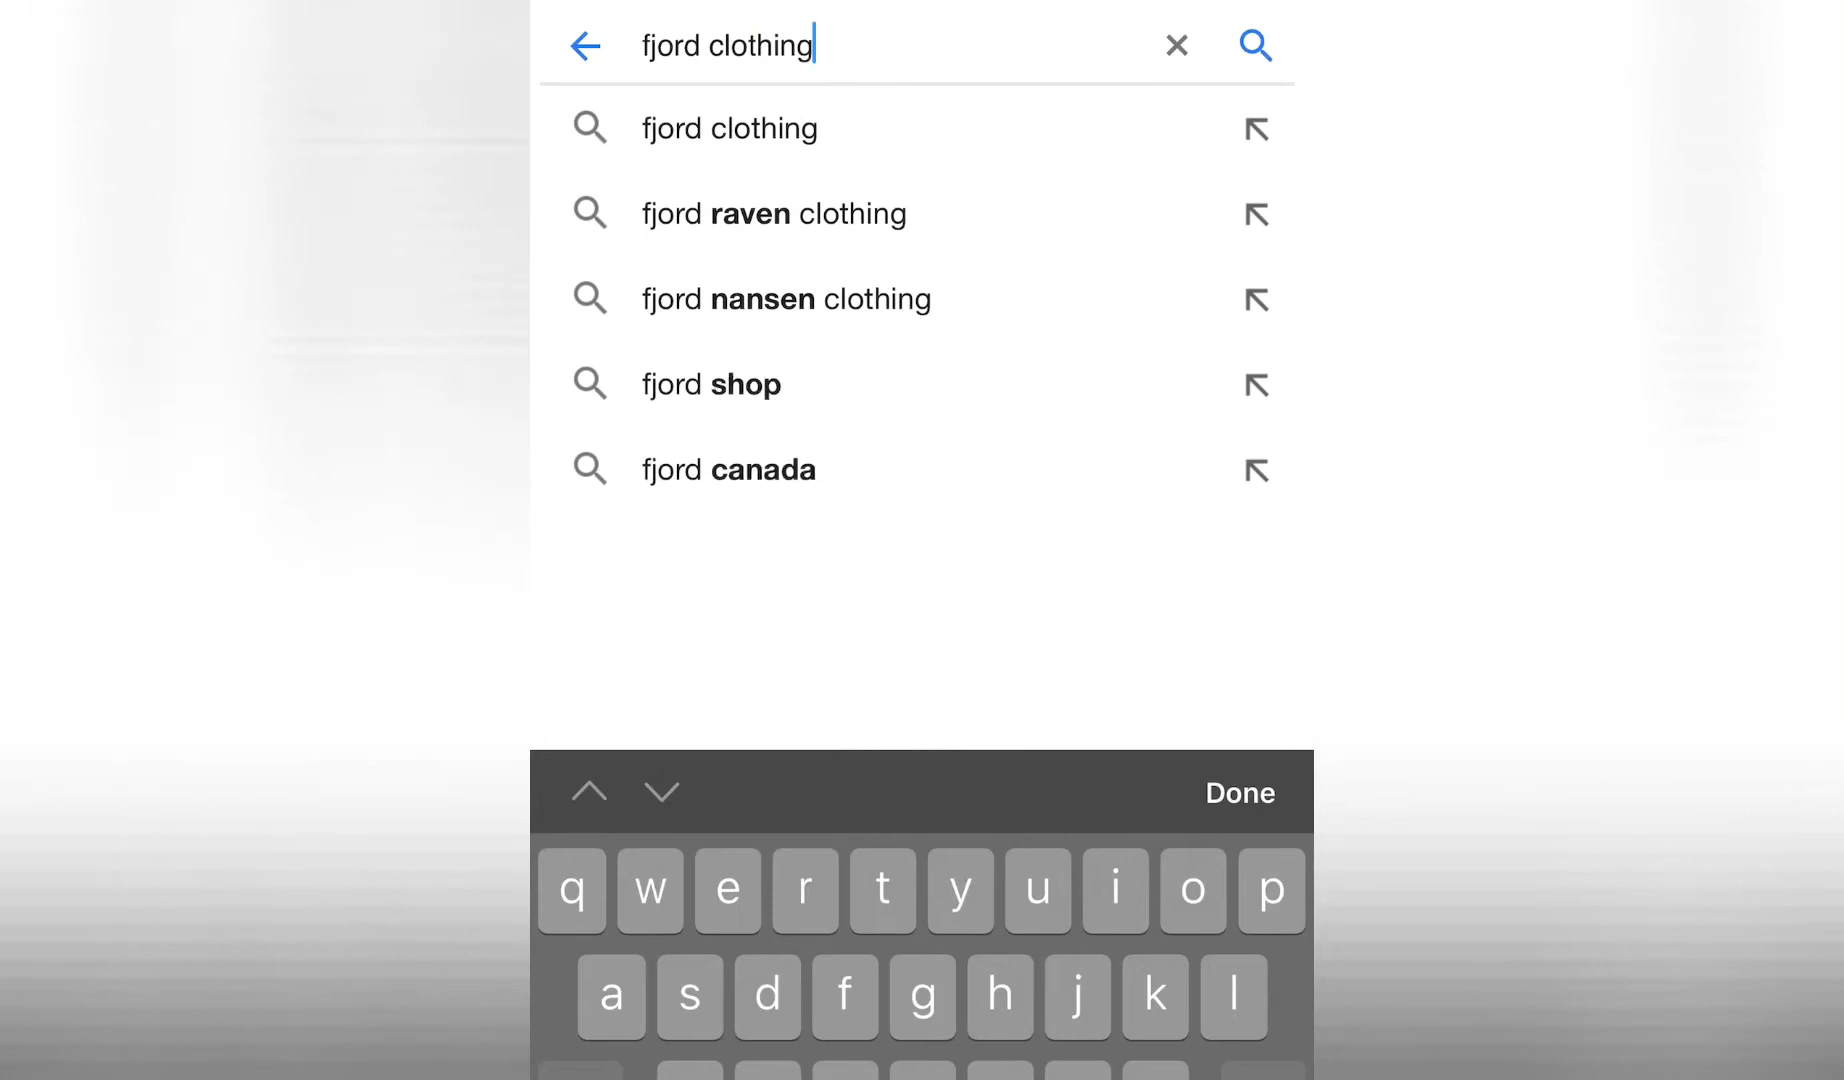 fjord clothing
fjord clothing
fjord raven clothing
fjord nansen clothing
fjord shop
fjord canada
Done
q w e r t y u i o p
a s d f g h j k l